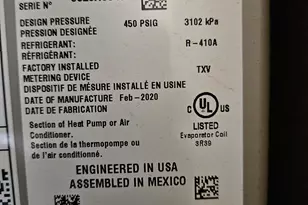 SERIE N°
DESIGN PRESSURE 450 PSIG 3102 kPa
PRESSION DESIGNÉE
REFRIGERANT: R-410A
RÉFRIGÉRANT:
FACTORY INSTALLED TXV
METERING DEVICE
DISPOSITIF DE MÉSURE INSTALLÉ EN USINE
DATE OF MANUFACTURE Feb-2020
DATE DE FABRICATION
Section of Heat Pump or Air
Conditioner.
Section de la thermopompe ou
de l'air conditionné.
C UL US
LISTED
Evaporator Coil
3R39
ENGINEERED IN USA
ASSEMBLED IN MEXICO